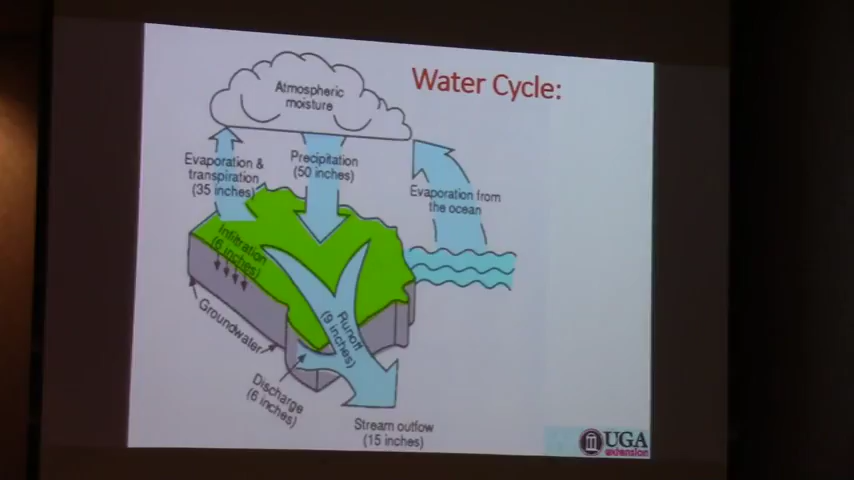 Water Cycle:
Atmospheric
moisture
Evaporation &
transpiration
(35 inches)
Precipitation
(50 inches)
Evaporation from
the ocean
Infiltration
(6 inches)
Groundwater
Runoff
(9 inches)
Discharge
(6 inches)
Stream outlow
(15 inches)
UGA
extension